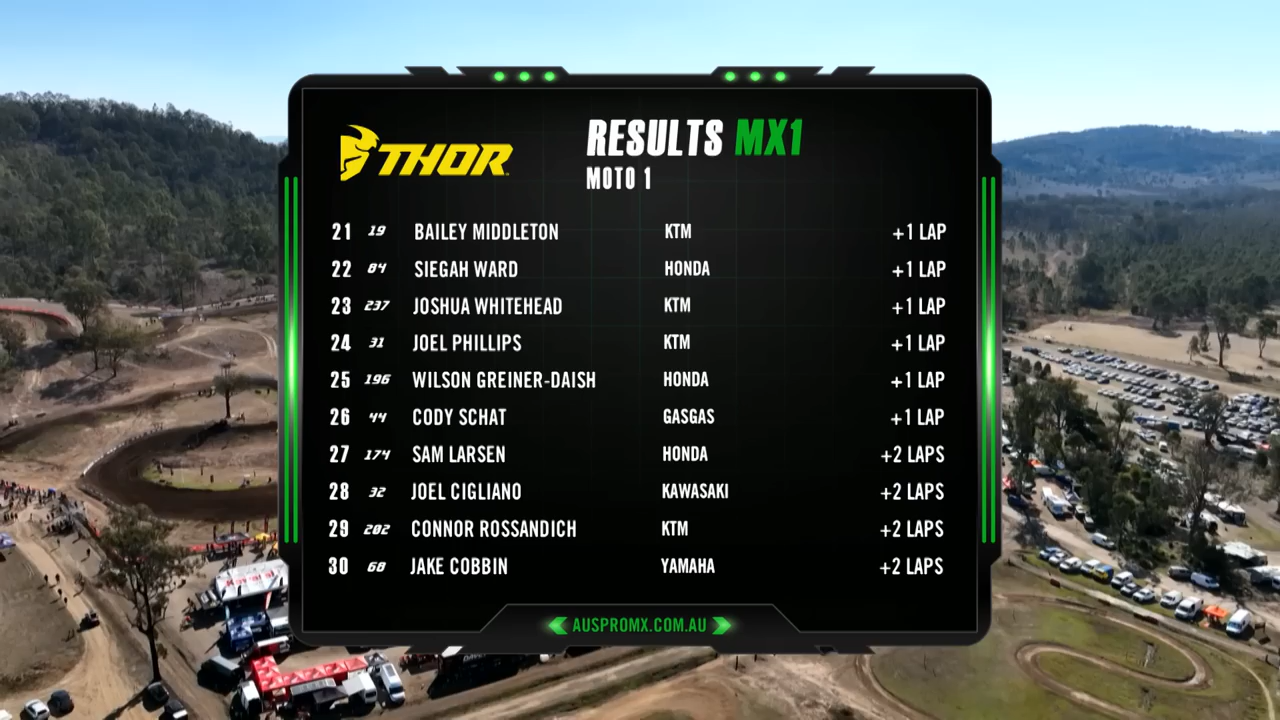 THOR
RESULTS MX1
MOTO 1
21 19 BAILEY MIDDLETON KTM +1 LAP
22 84 SIEGAH WARD HONDA +1 LAP
23 237 JOSHUA WHITEHEAD KTM +1 LAP
24 31 JOEL PHILLIPS KTM +1 LAP
25 196 WILSON GREINER-DAISH HONDA +1 LAP
26 44 CODY SCHAT GASGAS +1 LAP
27 174 SAM LARSEN HONDA +2 LAPS
28 32 JOEL CIGLIANO KAWASAKI +2 LAPS
29 202 CONNOR ROSSANDICH KTM +2 LAPS
30 68 JAKE COBBIN YAMAHA +2 LAPS
AUSPROMX.COM.AU